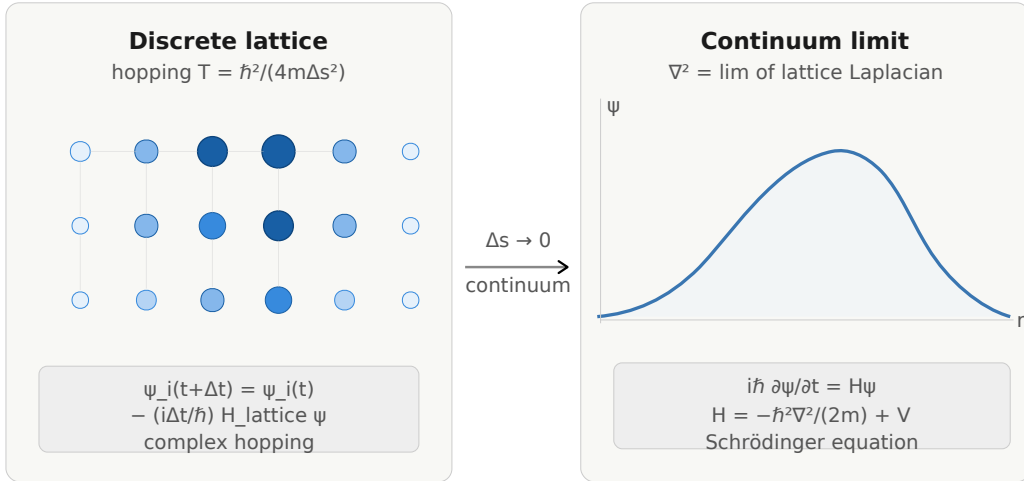 Discrete lattice
hopping T = ℏ²/(4mΔs²)
ψ_i(t+Δt) = ψ_i(t)
− (iΔt/ℏ) H_lattice ψ
complex hopping
Δs → 0
continuum
Continuum limit
∇² = lim of lattice Laplacian
ψ
r
iℏ ∂ψ/∂t = Hψ
H = −ℏ²∇²/(2m) + V
Schrödinger equation